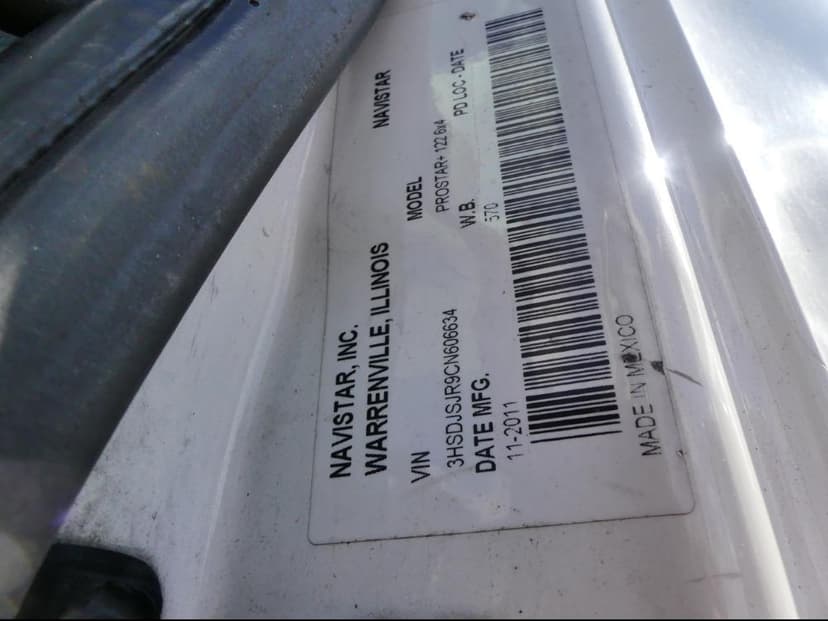 NAVISTAR, INC.
WARRENVILLE, ILLINOIS
NAVISTAR
VIN
MODEL
3HSDJSJR9CN606634
PROSTAR+ 122 6x4
DATE MFG.
W.B.
PD LOC - DATE
11-2011
570
MADE IN MEXICO